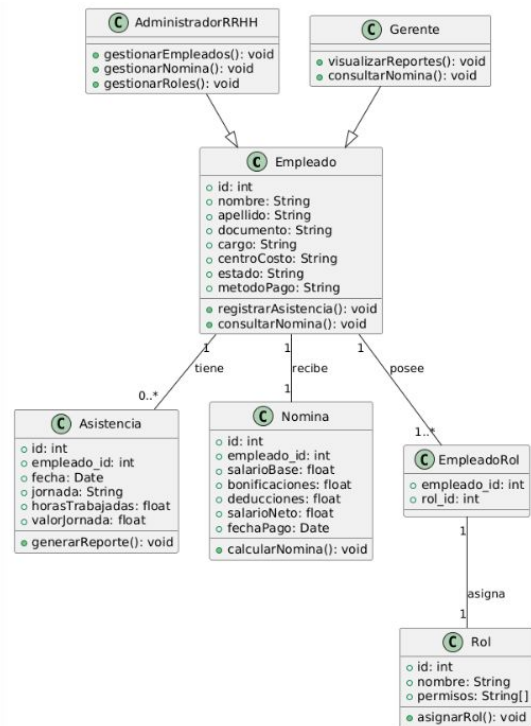 C AdministradorRRHH
gestionarEmpleados(): void
gestionarNomina(): void
gestionarRoles(): void
C Gerente
visualizarReportes(): void
consultarNomina(): void
C Empleado
id: int
nombre: String
apellido: String
documento: String
cargo: String
centroCosto: String
estado: String
metodoPago: String
registrarAsistencia(): void
consultarNomina(): void
1 1 1
tiene recibe posee
0..* 1 1..*
C Asistencia
id: int
empleado_id: int
fecha: Date
jornada: String
horasTrabajadas: float
valorJornada: float
generarReporte(): void
C Nomina
id: int
empleado_id: int
salarioBase: float
bonificaciones: float
deducciones: float
salarioNeto: float
fechaPago: Date
calcularNomina(): void
C EmpleadoRol
empleado_id: int
rol_id: int
1
asigna
1
C Rol
id: int
nombre: String
permisos: String[]
asignarRol(): void